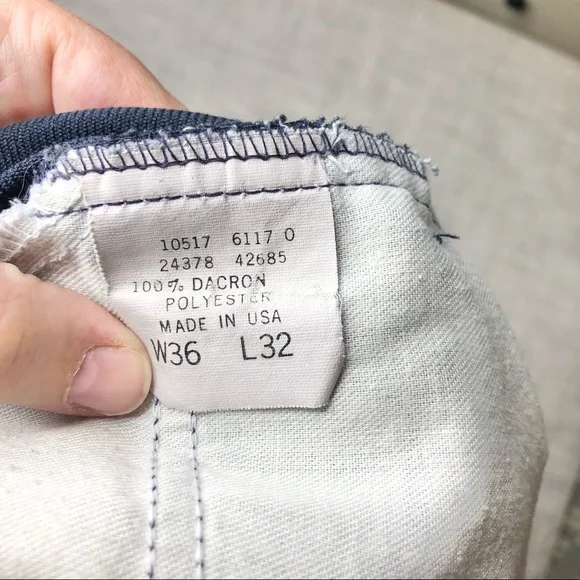 10517 6117 0
24378 42685
100% DACRON
POLYESTER
MADE IN USA
W36 L32